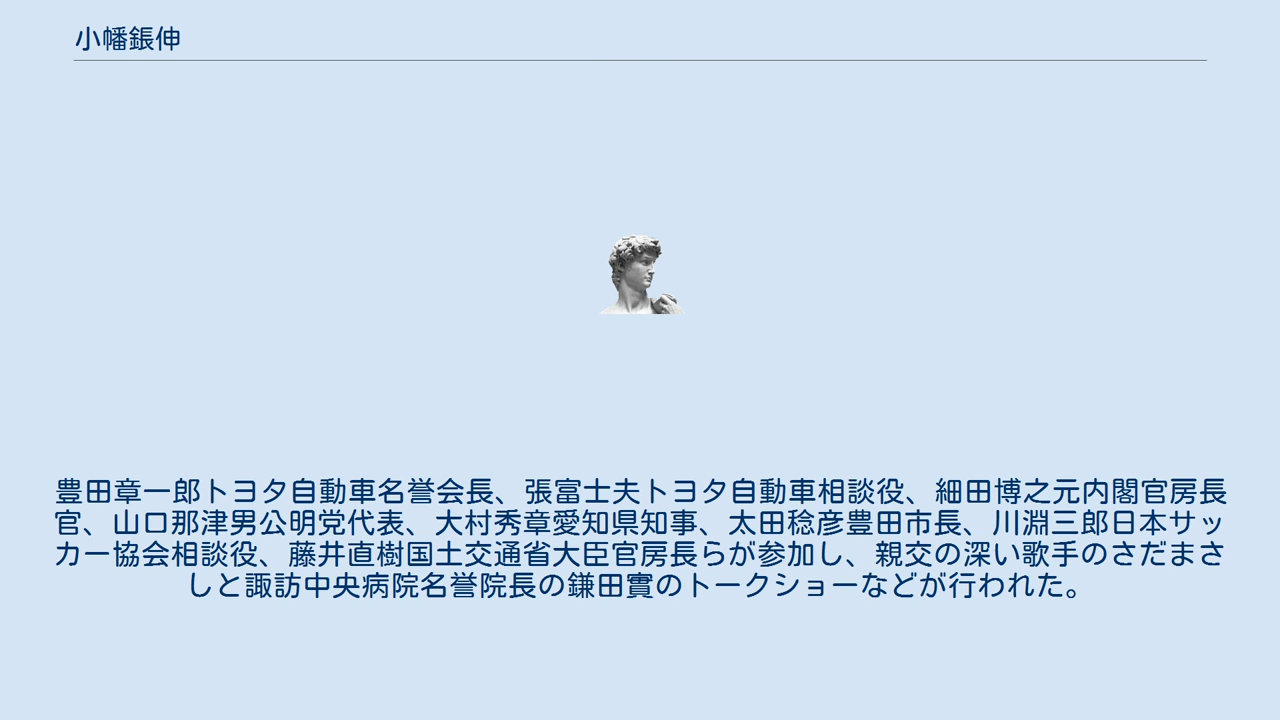 小幡鋹伸
豊田章一郎トヨタ自動車名誉会長、張富士夫トヨタ自動車相談役、細田博之元内閣官房長
官、山口那津男公明党代表、大村秀章愛知県知事、太田稔彦豊田市長、川淵三郎日本サッ
カー協会相談役、藤井直樹国土交通省大臣官房長らが参加し、親交の深い歌手のさだまさ
しと諏訪中央病院名誉院長の鎌田實のトークショーなどが行われた。